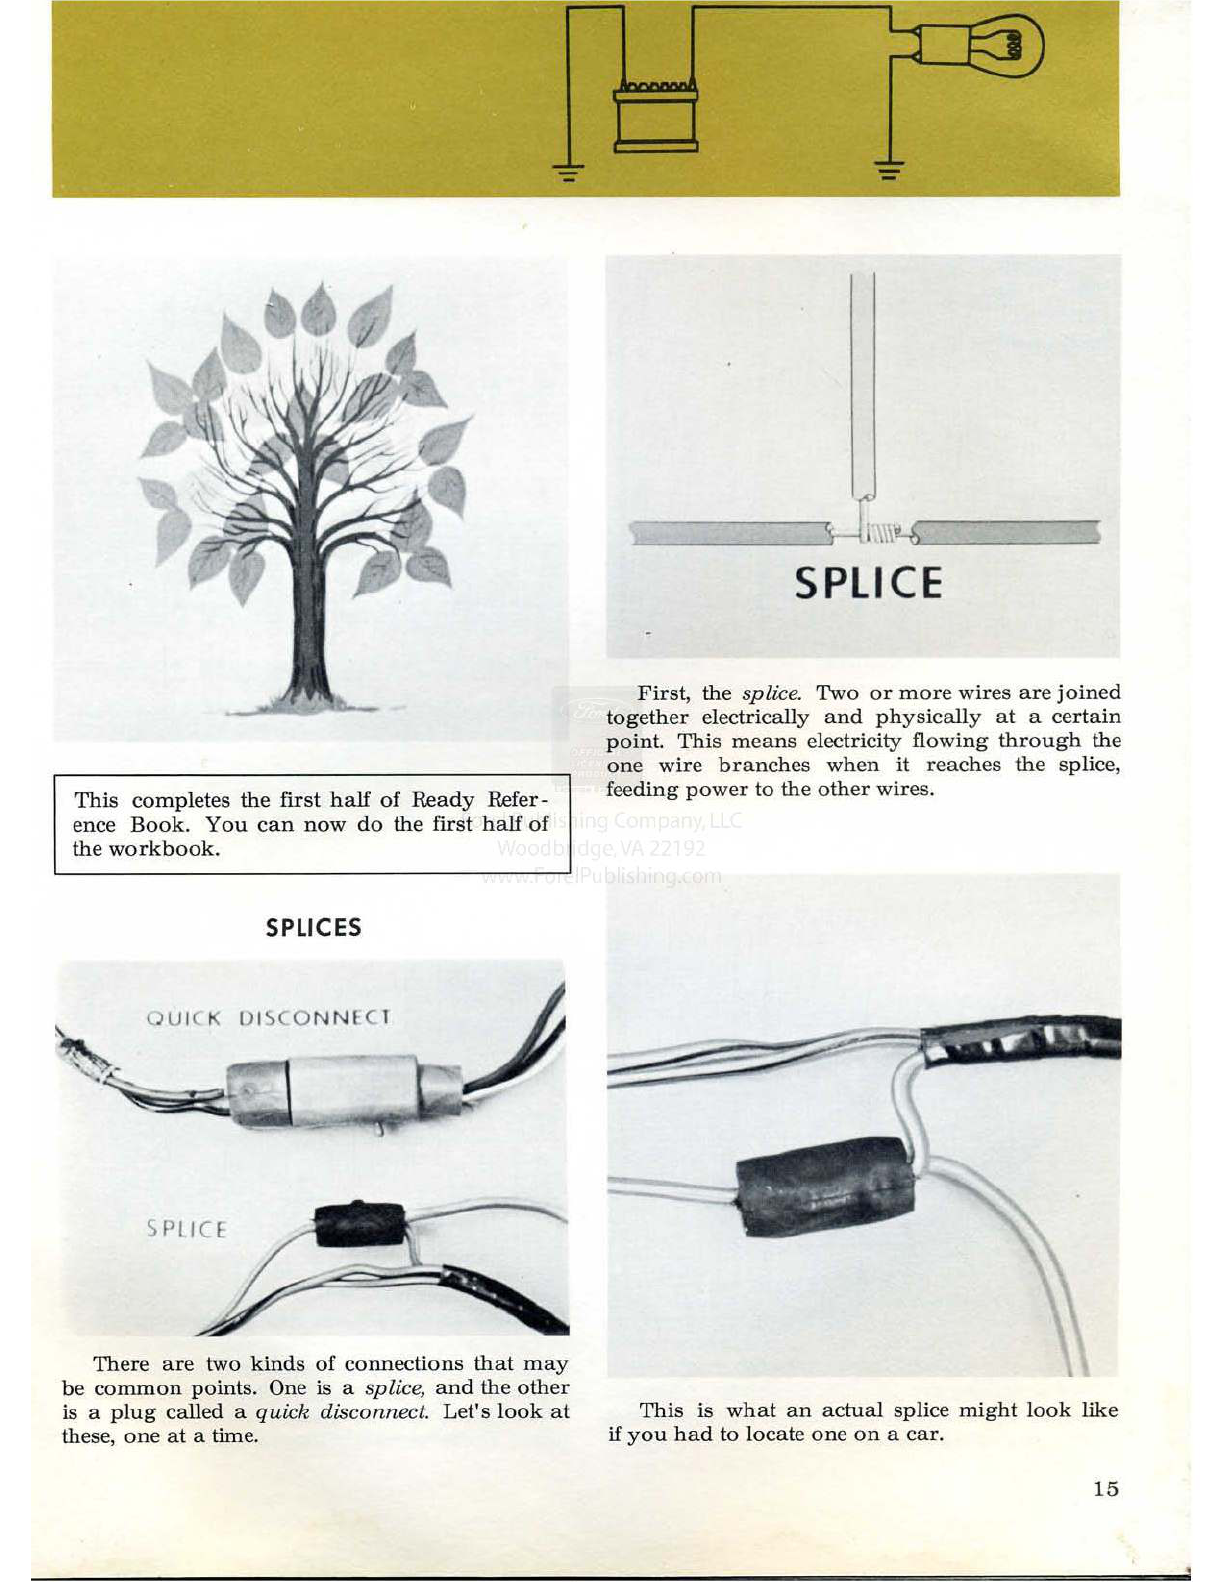 This completes the first half of Ready Refer-
ence Book. You can now do the first half of
the workbook.
SPLICES
QUICK DISCONNECT
SPLICE
There are two kinds of connections that may
be common points. One is a splice, and the other
is a plug called a quick disconnect. Let's look at
these, one at a time.
SPLICE
First, the splice. Two or more wires are joined
together electrically and physically at a certain
point. This means electricity flowing through the
one wire branches when it reaches the splice,
feeding power to the other wires.
This is what an actual splice might look like
if you had to locate one on a car.
15
Publishing Company, LLC
Woodbridge, VA 22192
www.ForelPublishing.com